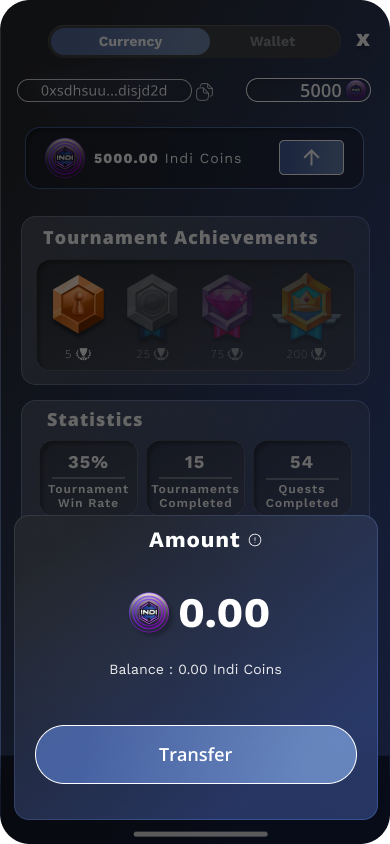 Currency
Wallet
X
0xsdhsuu...disjd2d
5000
INDI
5000.00 Indi Coins
Tournament Achievements
5
25
75
200
Statistics
35%
Tournament
Win Rate
15
Tournaments
Completed
54
Quests
Completed
Amount
INDI
0.00
Balance : 0.00 Indi Coins
Transfer